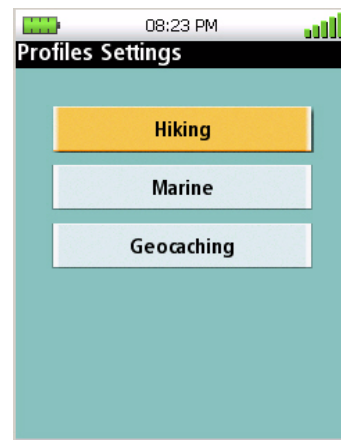 08:23 PM
Profiles Settings
Hiking
Marine
Geocaching